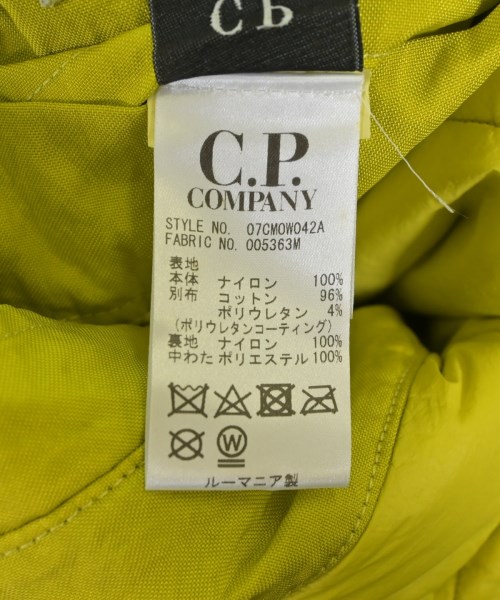 C P
C.P.
COMPANY
STYLE NO. 07CMOW042A
FABRIC NO. 005363M
表地
本体 ナイロン 100%
別布 コットン 96%
ポリウレタン 4%
(ポリウレタンコーティング)
裏地 ナイロン 100%
中わた ポリエステル 100%
W
ルーマニア製